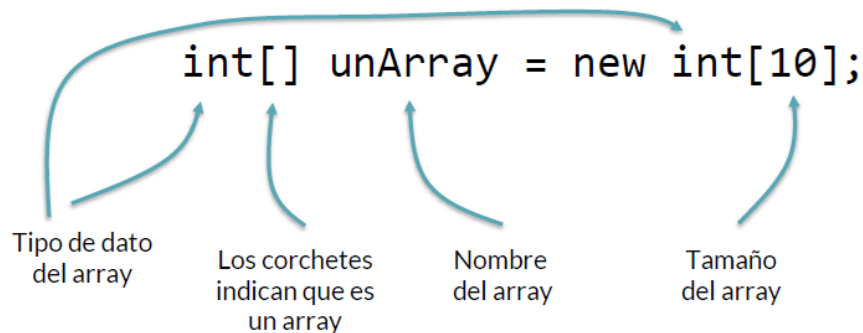 int[] unArray = new int[10];
Tipo de dato
del array
Los corchetes
indican que es
un array
Nombre
del array
Tamaño
del array